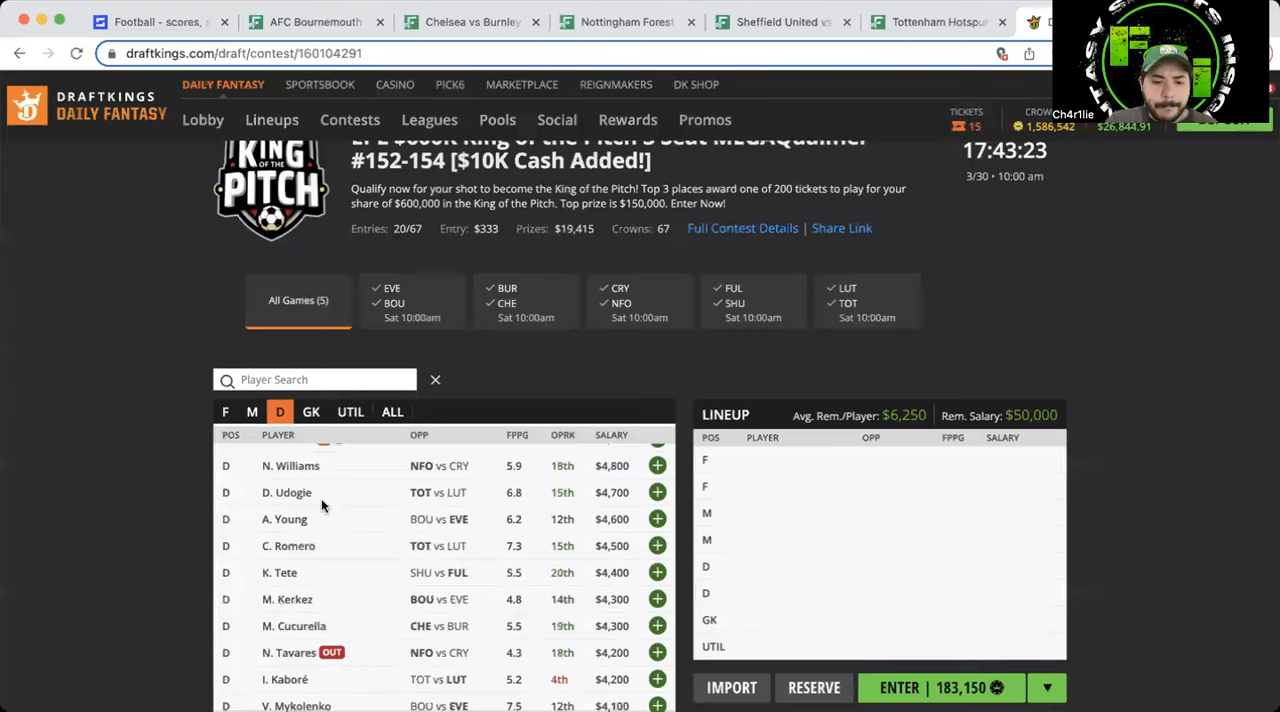 Football - scores, s
AFC Bournemouth
Chelsea vs Burnley
Nottingham Forest
Sheffield United vs
Tottenham Hotspu
draftkings.com/draft/contest/160104291
DRAFTKINGS
DAILY FANTASY
DAILY FANTASY SPORTSBOOK CASINO PICK6 MARKETPLACE REIGNMAKERS DK SHOP
Lobby Lineups Contests Leagues Pools Social Rewards Promos
TICKETS
15
CROW
1,586,542
$26,844.91
Ch4r1lie
KING
OF THE
PITCH
#152-154 [$10K Cash Added!]
Qualify now for your shot to become the King of the Pitch! Top 3 places award one of 200 tickets to play for your
share of $600,000 in the King of the Pitch. Top prize is $150,000. Enter Now!
Entries: 20/67 Entry: $333 Prizes: $19,415 Crowns: 67 Full Contest Details | Share Link
17:43:23
3/30 • 10:00 am
All Games (5)
EVE
BOU
Sat 10:00am
BUR
CHE
Sat 10:00am
CRY
NFO
Sat 10:00am
FUL
SHU
Sat 10:00am
LUT
TOT
Sat 10:00am
Player Search
F M D GK UTIL ALL
POS PLAYER OPP FPPG OPRK SALARY
D N. Williams NFO vs CRY 5.9 18th $4,800
D D. Udogie TOT vs LUT 6.8 15th $4,700
D A. Young BOU vs EVE 6.2 12th $4,600
D C. Romero TOT vs LUT 7.3 15th $4,500
D K. Tete SHU vs FUL 5.5 20th $4,400
D M. Kerkez BOU vs EVE 4.8 14th $4,300
D M. Cucurella CHE vs BUR 5.5 19th $4,300
D N. Tavares OUT NFO vs CRY 4.3 18th $4,200
D I. Kaboré TOT vs LUT 5.2 4th $4,200
D V. Mykolenko BOU vs EVE 7.5 12th $4,100
LINEUP Avg. Rem./Player: $6,250 Rem. Salary: $50,000
POS PLAYER OPP FPPG SALARY
F
F
M
M
D
D
GK
UTIL
IMPORT RESERVE ENTER | 183,150